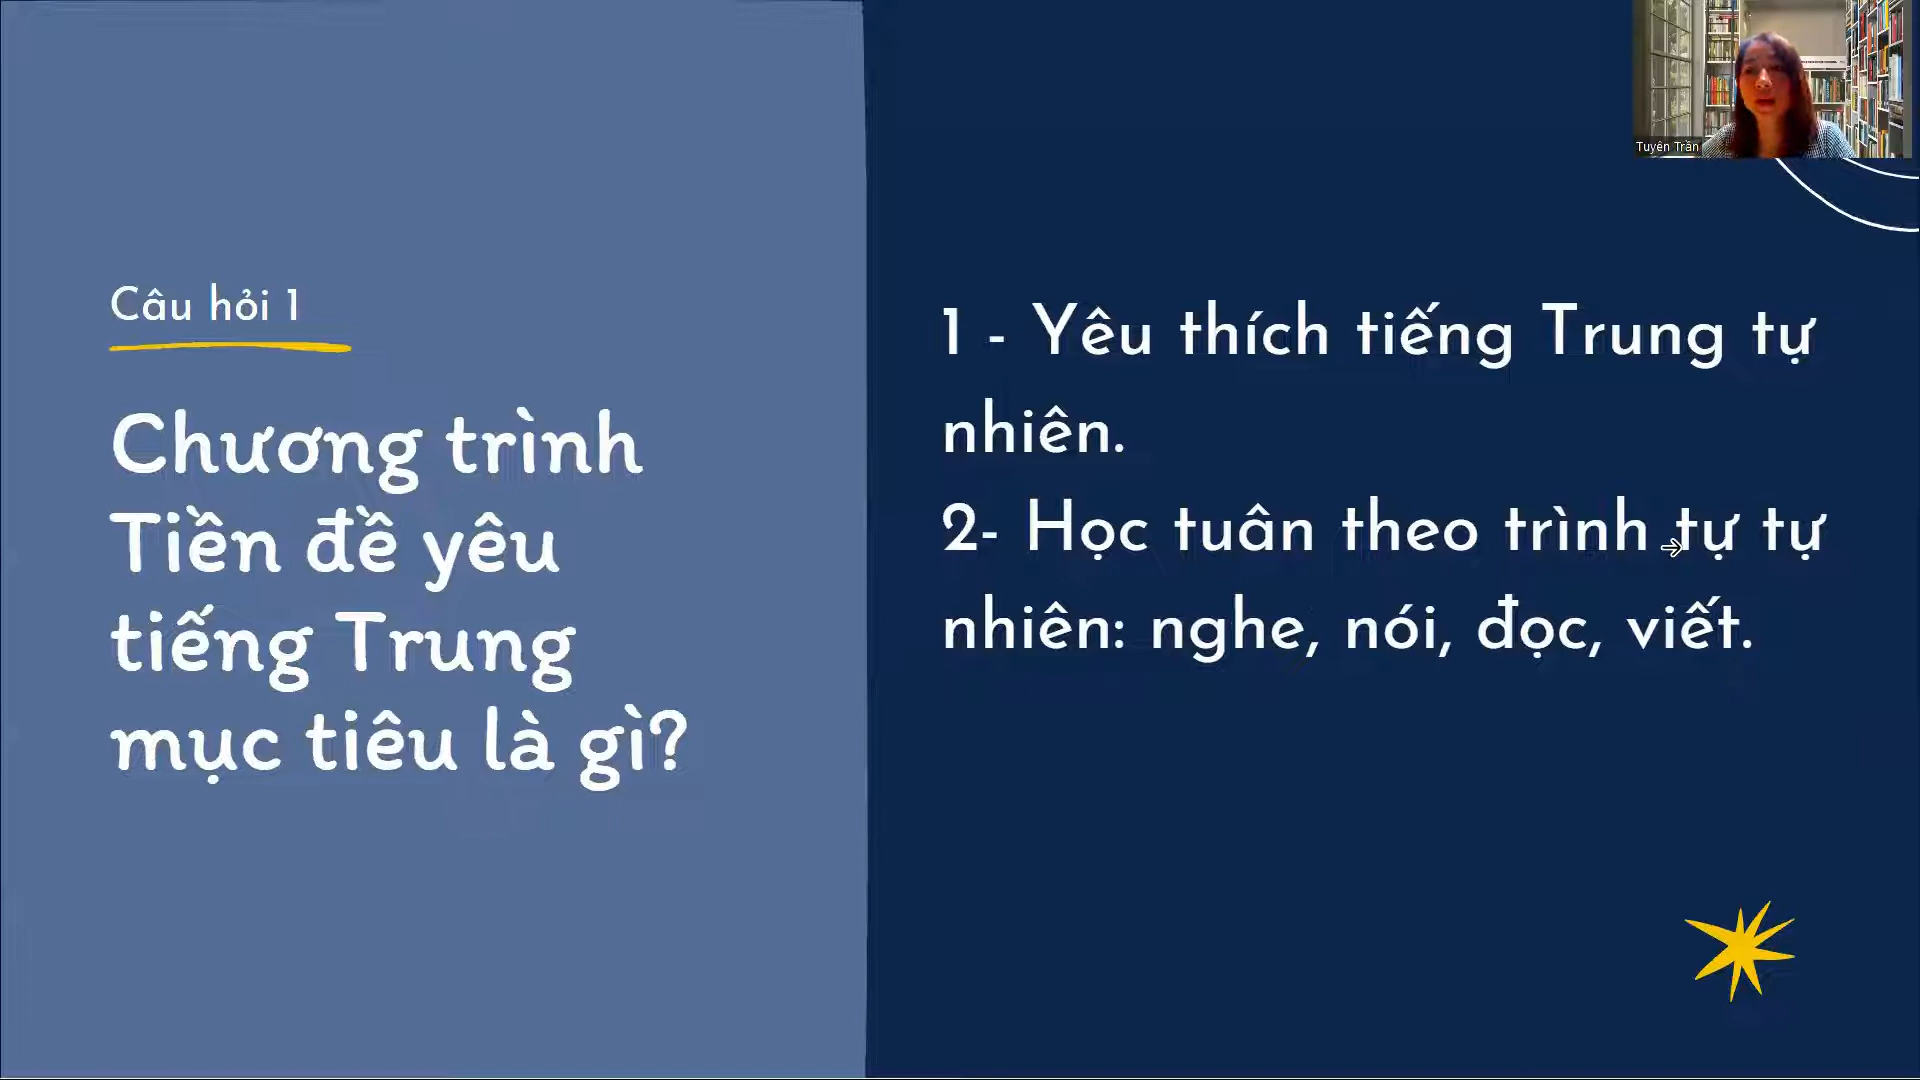 Câu hỏi 1
Chương trình
Tiền đề yêu
tiếng Trung
mục tiêu là gì?
1 - Yêu thích tiếng Trung tự
nhiên.
2- Học tuân theo trình tự tự
nhiên: nghe, nói, đọc, viết.
Tuyên Trần